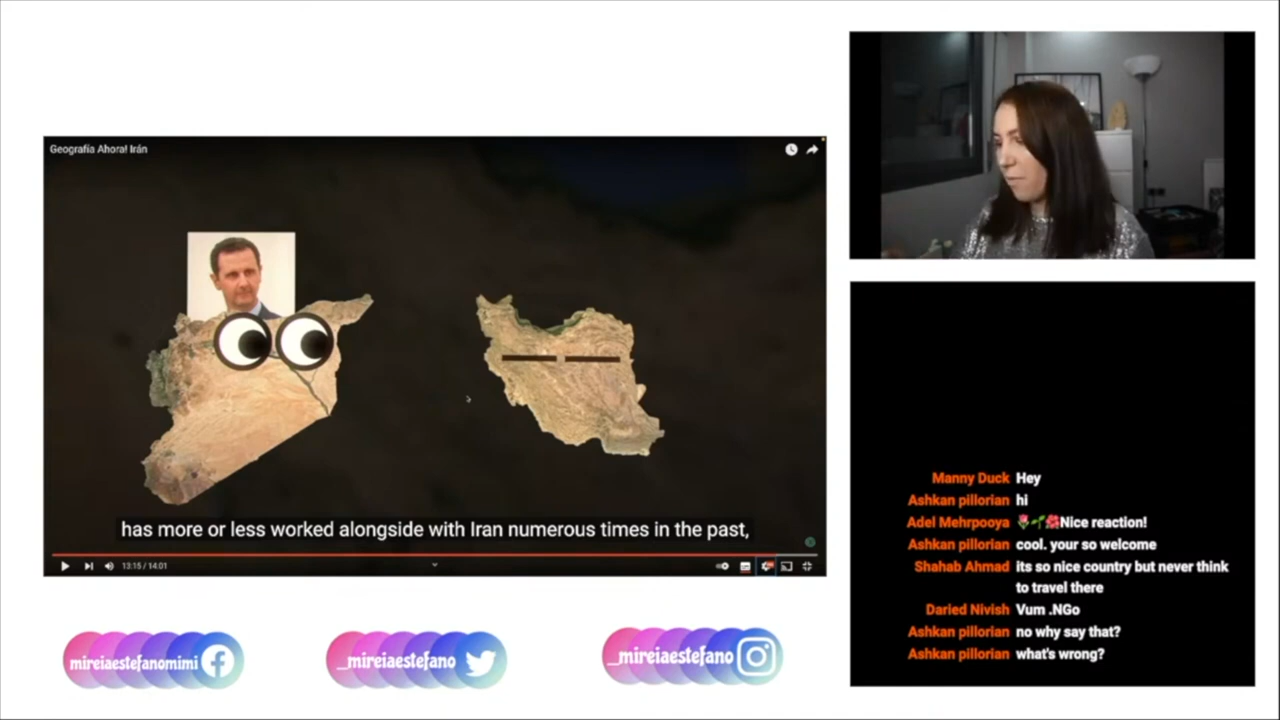 Geografía Ahora! Irán
has more or less worked alongside with Iran numerous times in the past,
13:15 / 14:01
Manny Duck Hey
Ashkan pillorian hi
Adel Mehrpooya 🌷🌱🌺Nice reaction!
Ashkan pillorian cool. your so welcome
Shahab Ahmad its so nice country but never think
to travel there
Daried Nivish Vum .NGo
Ashkan pillorian no why say that?
Ashkan pillorian what's wrong?
mireiaestefanomimi
_mireiaestefano
_mireiaestefano